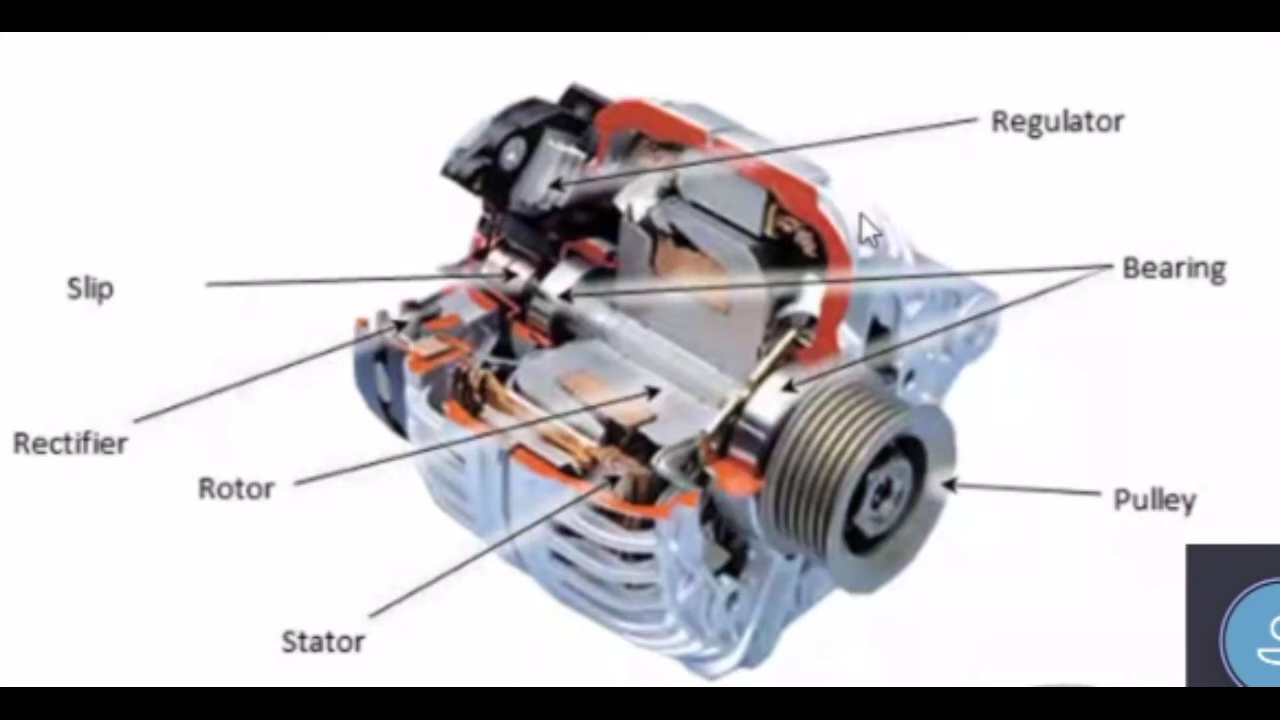 Regulator
Bearing
Slip
Rectifier
Rotor
Pulley
Stator